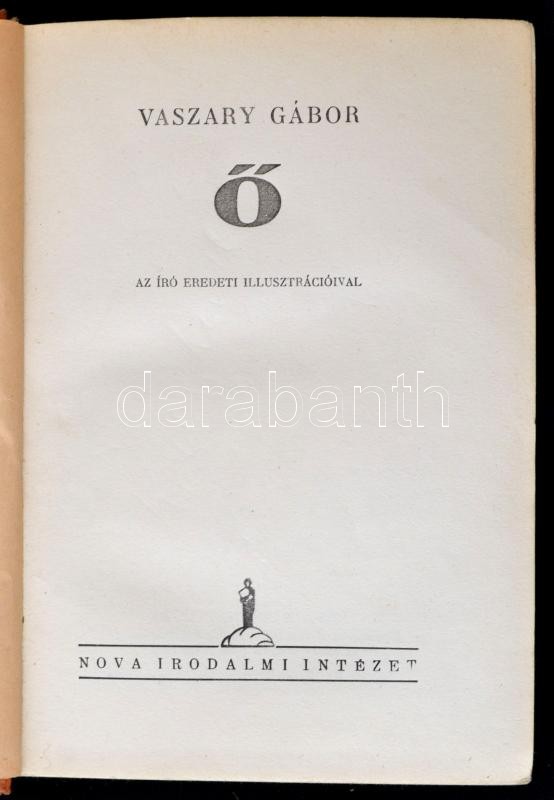 VASZARY GÁBOR
Ő
AZ ÍRÓ EREDETI ILLUSZTRÁCIÓIVAL
darabanth
NOVA IRODALMI INTÉZET